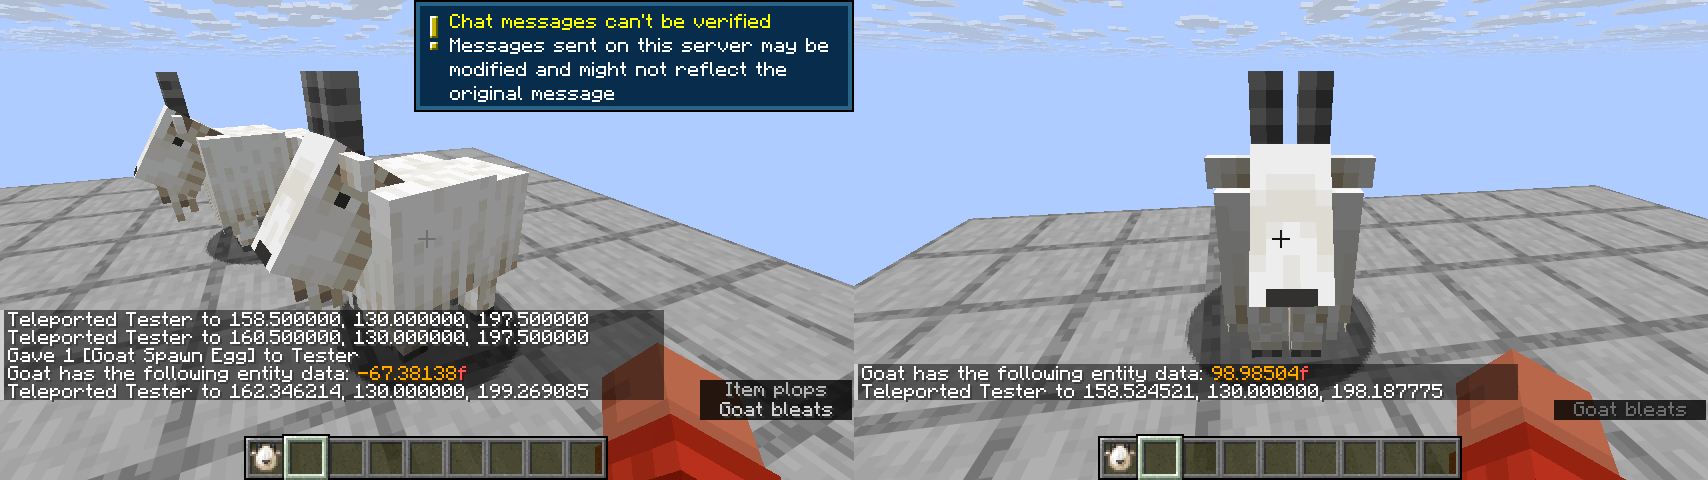 Chat messages can't be verified
Messages sent on this server may be
modified and might not reflect the
original message
Teleported Tester to 158.500000, 130.000000, 197.500000
Teleported Tester to 160.500000, 130.000000, 197.500000
Gave 1 [Goat Spawn Egg] to Tester
Goat has the following entity data: -67.38138f
Teleported Tester to 162.346214, 130.000000, 199.269085
Item plops
Goat bleats
Goat has the following entity data: 98.98504f
Teleported Tester to 158.524521, 130.000000, 198.187775
Goat bleats